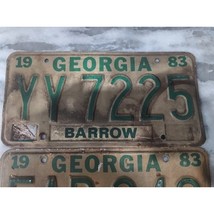 19 GEORGIA 83
YY 7225
BARROW
19 GEORGIA 83